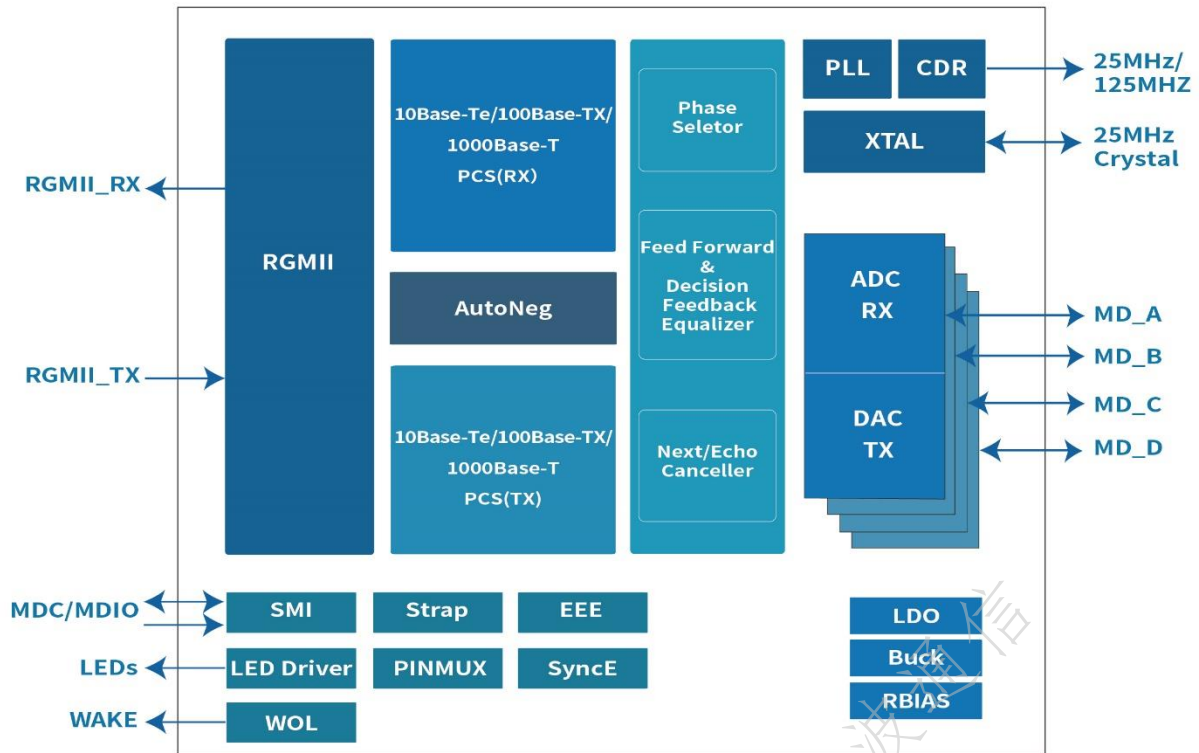 PLL
CDR
25MHz/
125MHZ
XTAL
25MHz
Crystal
10Base-Te/100Base-TX/
1000Base-T
PCS(RX)
Phase
Seletor
RGMII_RX
RGMII
AutoNeg
Feed Forward
&
Decision
Feedback
Equalizer
ADC
RX
DAC
TX
MD_A
MD_B
MD_C
MD_D
RGMII_TX
10Base-Te/100Base-TX/
1000Base-T
PCS(TX)
Next/Echo
Canceller
MDC/MDIO
SMI
Strap
EEE
LDO
LEDs
LED Driver
PINMUX
SyncE
Buck
WAKE
WOL
RBIAS
波通信